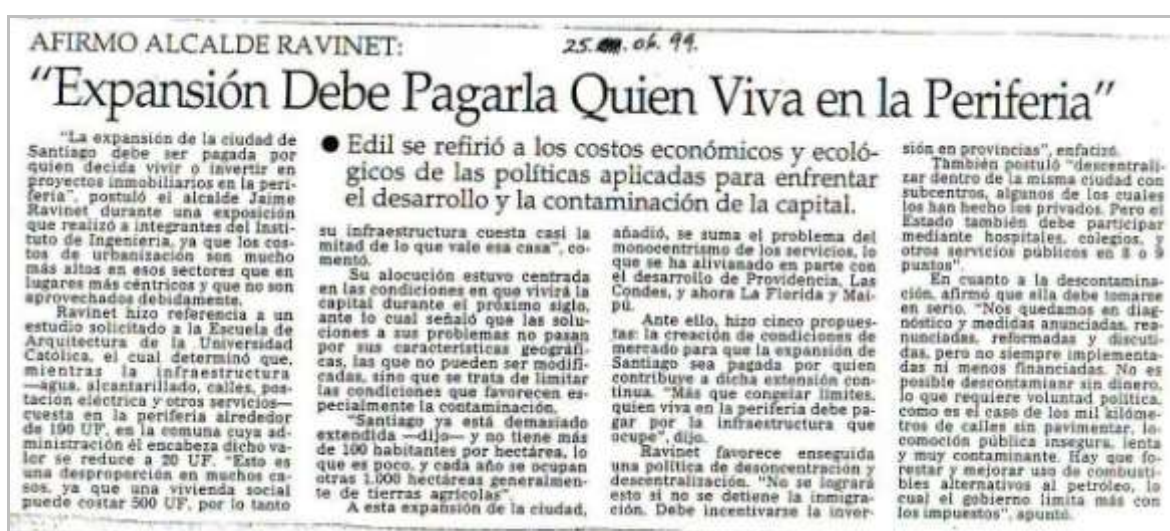 AFIRMO ALCALDE RAVINET:
25. 06. 99.
"Expansión Debe Pagarla Quien Viva en la Periferia"
"La expansión de la ciudad de
Santiago debe ser pagada por
quien decida vivir o invertir en
proyectos inmobiliarios en la peri-
feria", postuló el alcalde Jaime
Ravinet durante una exposición
que realizó a integrantes del Insti-
tuto de Ingeniería, ya que los cos-
tos de urbanización son mucho
más altos en esos sectores que en
lugares más céntricos y que no son
aprovechados debidamente.
Ravinet hizo referencia a un
estudio solicitado a la Escuela de
Arquitectura de la Universidad
Católica, el cual determinó que,
mientras la infraestructura
—agua, alcantarillado, calles, pos-
tación eléctrica y otros servicios—
cuesta en la periferia alrededor
de 190 UF, en la comuna cuya ad-
ministración él encabeza dicho va-
lor se reduce a 20 UF. "Esto es
una desproporción en muchos ca-
sos, ya que una vivienda social
puede costar 500 UF, por lo tanto
● Edil se refirió a los costos económicos y ecoló-
gicos de las políticas aplicadas para enfrentar
el desarrollo y la contaminación de la capital.
su infraestructura cuesta casi la
mitad de lo que vale esa casa", co-
mentó.
Su alocución estuvo centrada
en las condiciones en que vivirá la
capital durante el próximo siglo,
ante lo cual señaló que las solu-
ciones a sus problemas no pasan
por sus características geográfi-
cas, las que no pueden ser modifi-
cadas, sino que se trata de limitar
las condiciones que favorecen es-
pecialmente la contaminación.
"Santiago ya está demasiado
extendida —dijo— y no tiene más
de 100 habitantes por hectárea, lo
que es poco, y cada año se ocupan
otras 1.000 hectáreas generalmen-
te de tierras agrícolas".
A esta expansión de la ciudad,
añadió, se suma el problema del
monocentrismo de los servicios, lo
que se ha alivianado en parte con
el desarrollo de Providencia, Las
Condes, y ahora La Florida y Mai-
pú.
Ante ello, hizo cinco propues-
tas: la creación de condiciones de
mercado para que la expansión de
Santiago sea pagada por quien
contribuye a dicha extensión con-
tinua. "Más que congelar límites,
quien viva en la periferia debe pa-
gar por la infraestructura que
ocupe", dijo.
Ravinet favorece enseguida
una política de desconcentración y
descentralización. "No se logrará
esto si no se detiene la inmigra-
ción. Debe incentivarse la inver-
sión en provincias", enfatizó.
También postuló "descentrali-
zar dentro de la misma ciudad con
subcentros, algunos de los cuales
los han hecho los privados. Pero el
Estado también debe participar
mediante hospitales, colegios, y
otros servicios públicos en 8 o 9
puntos".
En cuanto a la descontamina-
ción, afirmó que ella debe tomarse
en serio. "Nos quedamos en diag-
nóstico y medidas anunciadas, rea-
nunciadas, reformadas y discuti-
das, pero no siempre implementa-
das ni menos financiadas. No es
posible descontaminar sin dinero,
lo que requiere voluntad política,
como es el caso de los mil kilóme-
tros de calles sin pavimentar, lo-
comoción pública insegura, lenta
y muy contaminante. Hay que fo-
restar y mejorar uso de combusti-
bles alternativos al petróleo, lo
cual el gobierno limita más con
los impuestos", apuntó.